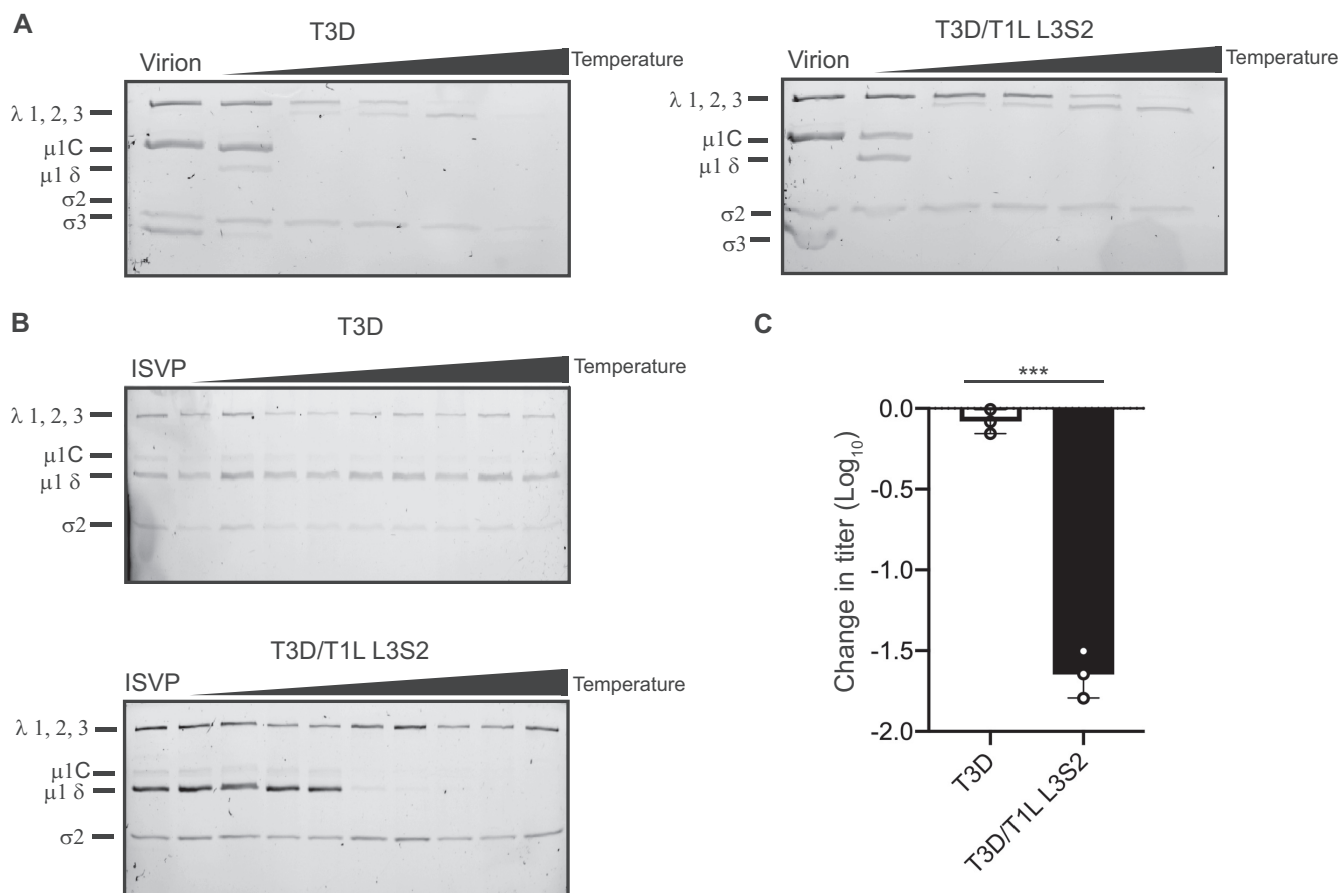 A
T3D
Virion
Temperature
λ 1, 2, 3
μ1C
μ1 δ
σ2
σ3
T3D/T1L L3S2
Virion
Temperature
λ 1, 2, 3
μ1C
μ1 δ
σ2
σ3
B
T3D
ISVP
Temperature
λ 1, 2, 3
μ1C
μ1 δ
σ2
T3D/T1L L3S2
ISVP
Temperature
λ 1, 2, 3
μ1C
μ1 δ
σ2
C
***
0.0
-0.5
-1.0
-1.5
-2.0
Change in titer (Log10)
T3D
T3D/T1L L3S2